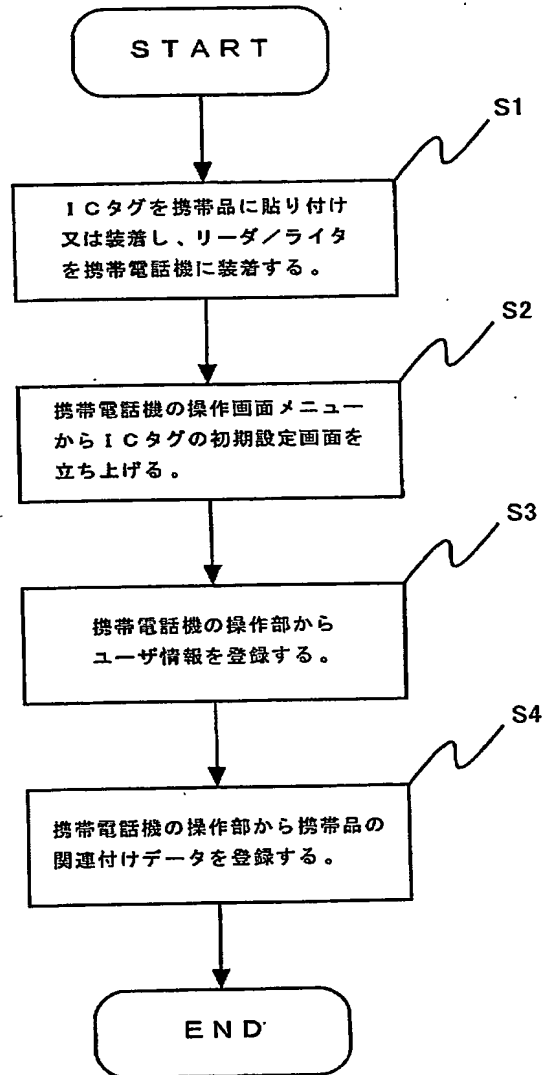 START
S1
ICタグを携帯品に貼り付け
又は装着し、リーダ／ライタ
を携帯電話機に装着する。
S2
携帯電話機の操作画面メニュー
からICタグの初期設定画面を
立ち上げる。
S3
携帯電話機の操作部から
ユーザ情報を登録する。
S4
携帯電話機の操作部から携帯品の
関連付けデータを登録する。
END